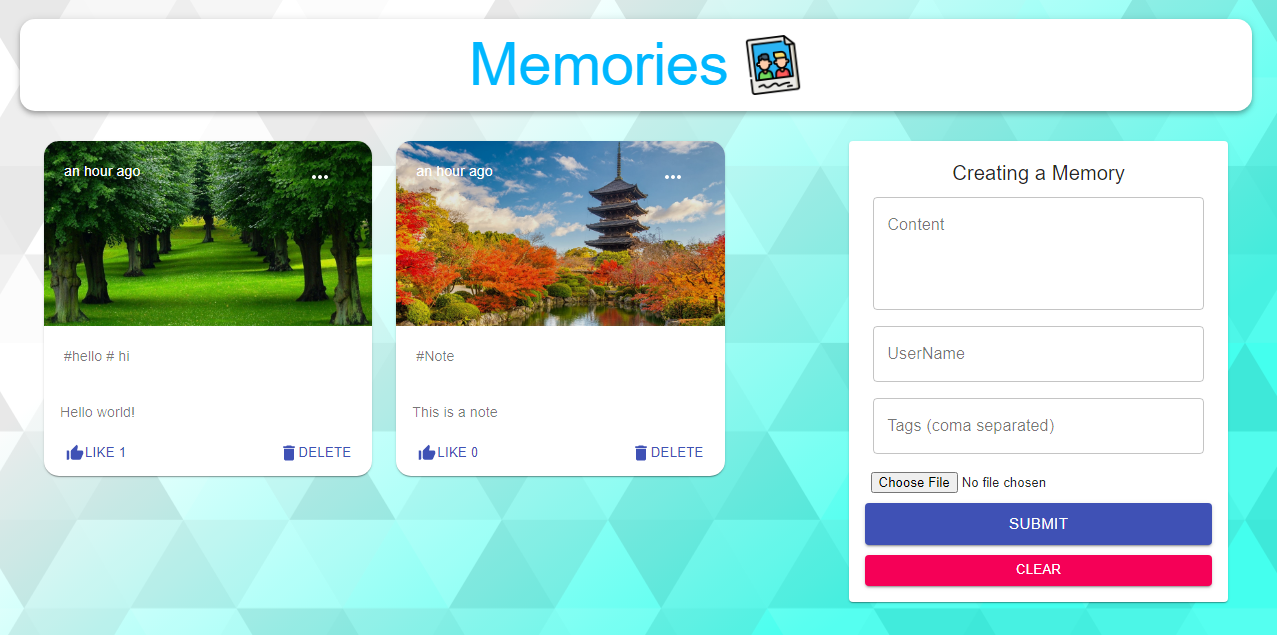 Memories
an hour ago
•••
#hello # hi
Hello world!
LIKE 1
DELETE
an hour ago
•••
#Note
This is a note
LIKE 0
DELETE
Creating a Memory
Content
UserName
Tags (coma separated)
Choose File No file chosen
SUBMIT
CLEAR